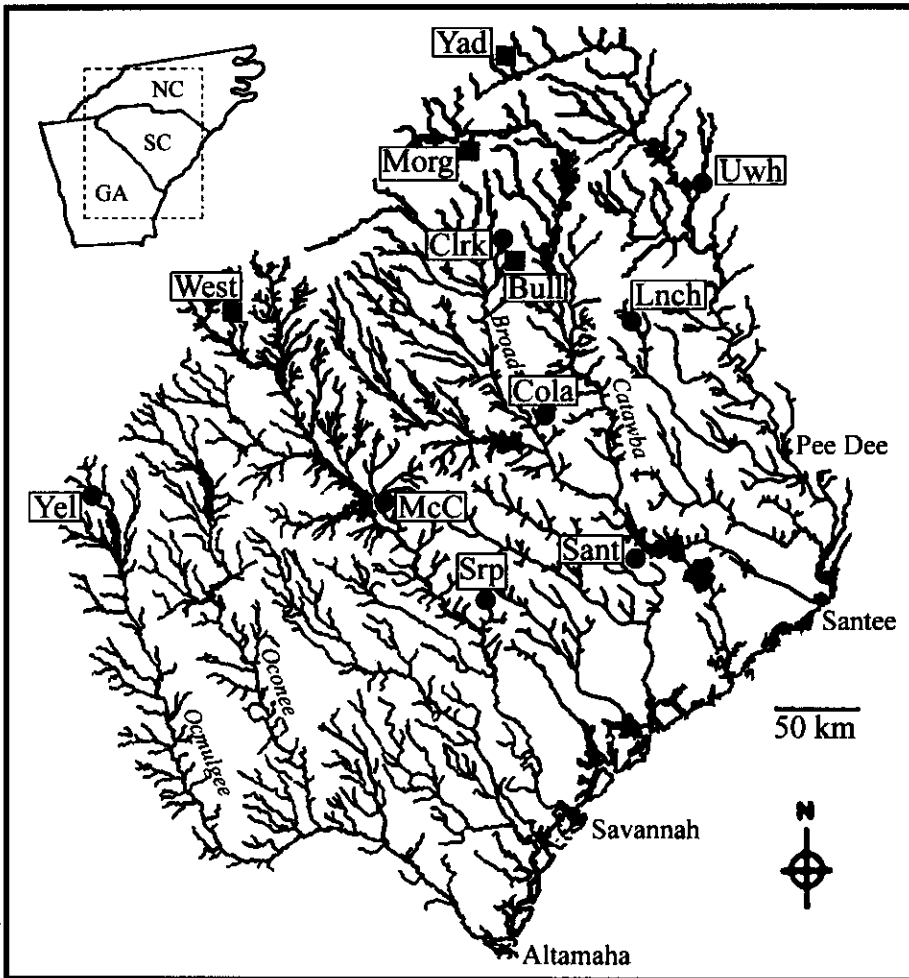 Yad
NC
SC
GA
Morg
Uwh
Clrk
Bull
West
Lnch
Broad
Cola
Catawba
Pee Dee
Yel
McC
Sant
Srp
Santee
Oconee
Ocmulgee
50 km
N
Savannah
Altamaha